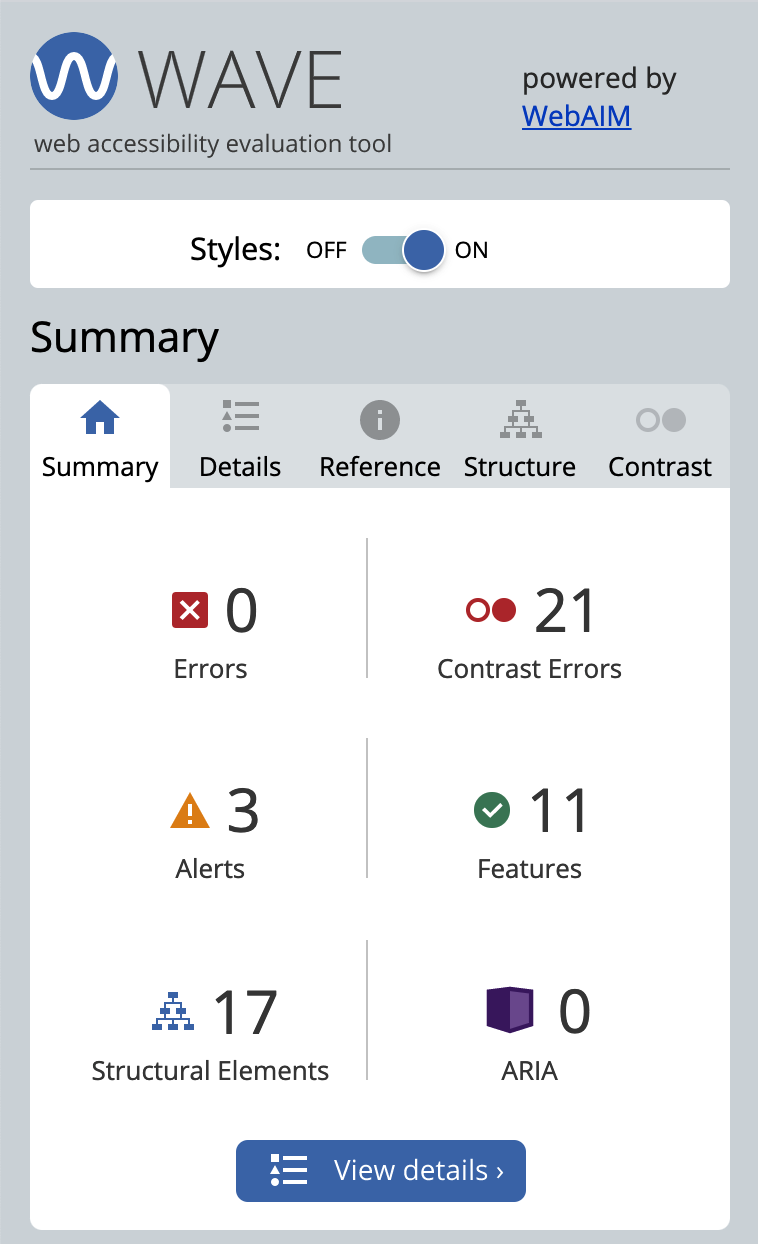 WAVE
powered by
WebAIM
web accessibility evaluation tool
Styles: OFF ON
Summary
Summary Details Reference Structure Contrast
0 21
Errors Contrast Errors
3 11
Alerts Features
17 0
Structural Elements ARIA
View details ›